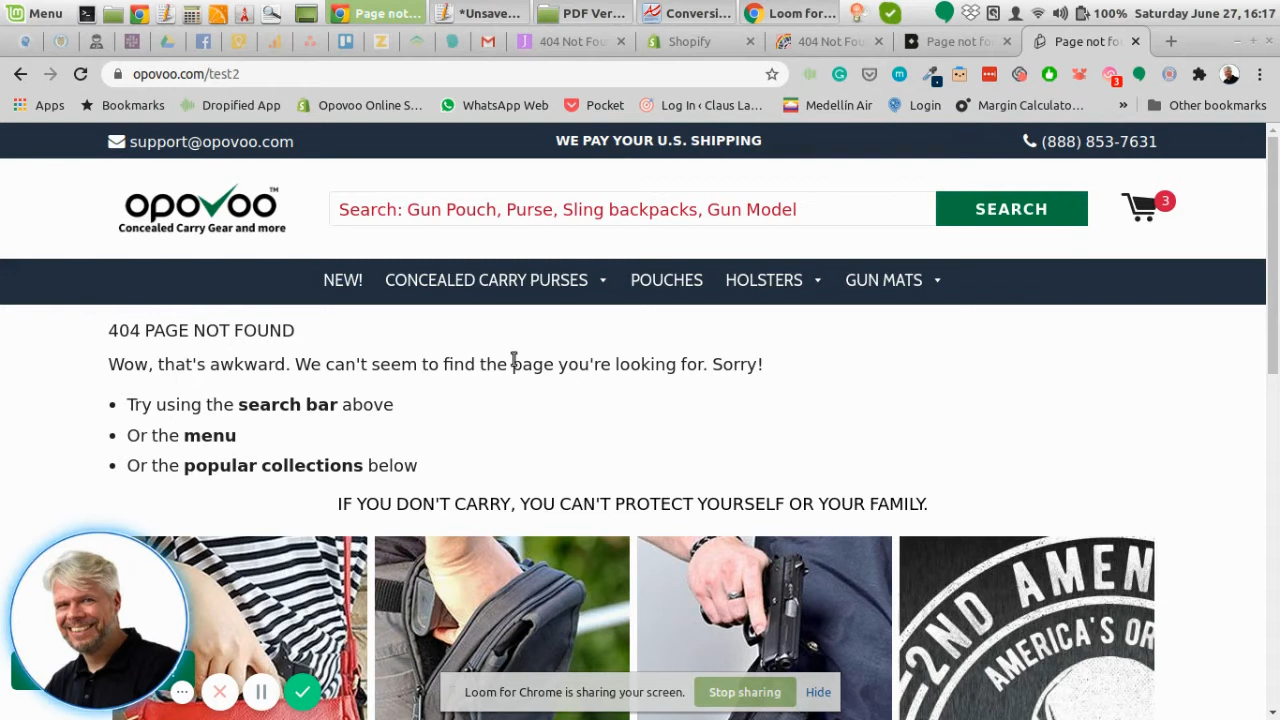 Menu
Page not...
*Unsave...
PDF Ver...
Conversi...
Loom for...
100% Saturday June 27, 16:17
404 Not Fou
Shopify
404 Not Fou
Page not fo
Page not fo
opovoo.com/test2
3
Apps
Bookmarks
Dropified App
Opovoo Online S...
WhatsApp Web
Pocket
Log In ‹ Claus La...
Medellín Air
Login
Margin Calculato...
»
Other bookmarks
support@opovoo.com
WE PAY YOUR U.S. SHIPPING
(888) 853-7631
opovoo™
Concealed Carry Gear and more
Search: Gun Pouch, Purse, Sling backpacks, Gun Model
SEARCH
3
NEW!
CONCEALED CARRY PURSES
POUCHES
HOLSTERS
GUN MATS
404 PAGE NOT FOUND
Wow, that's awkward. We can't seem to find the page you're looking for. Sorry!
• Try using the search bar above
• Or the menu
• Or the popular collections below
IF YOU DON'T CARRY, YOU CAN'T PROTECT YOURSELF OR YOUR FAMILY.
2ND AMEN
AMERICA'S OR
Loom for Chrome is sharing your screen.
Stop sharing
Hide